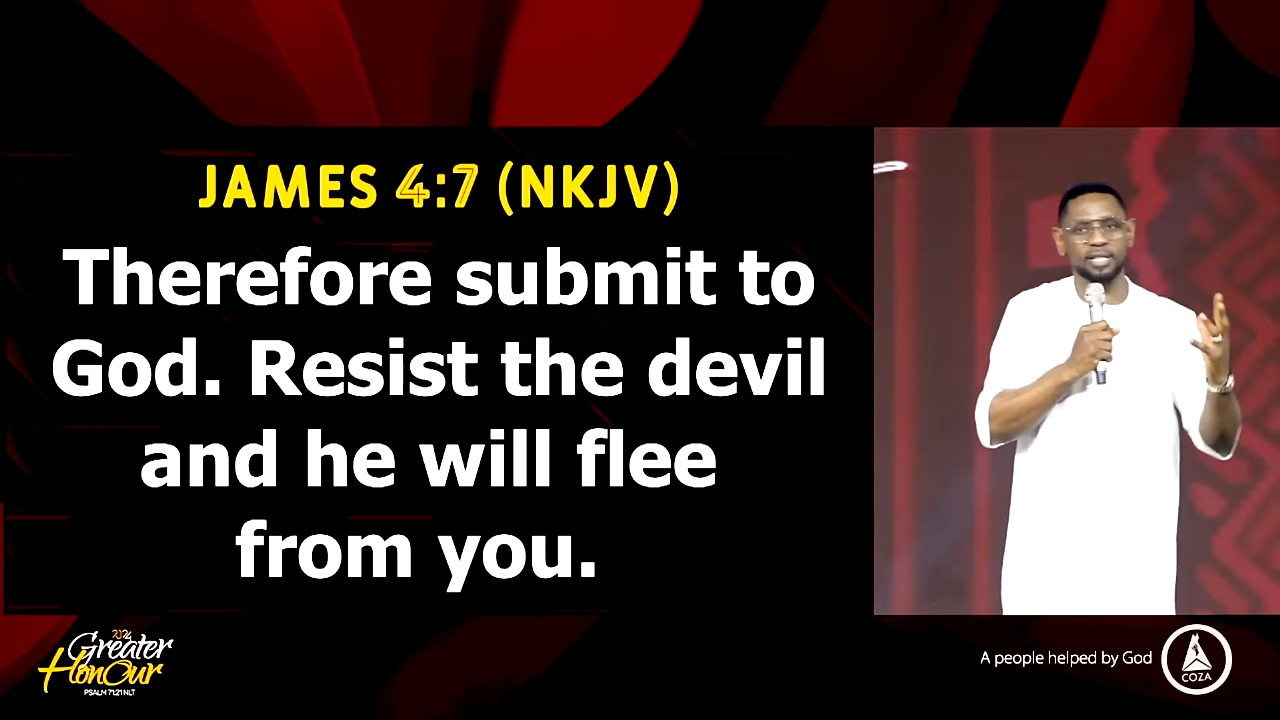 JAMES 4:7 (NKJV)
Therefore submit to
God. Resist the devil
and he will flee
from you.
2024
Greater
HonOur
PSALM 71:21 NLT
A people helped by God
COZA